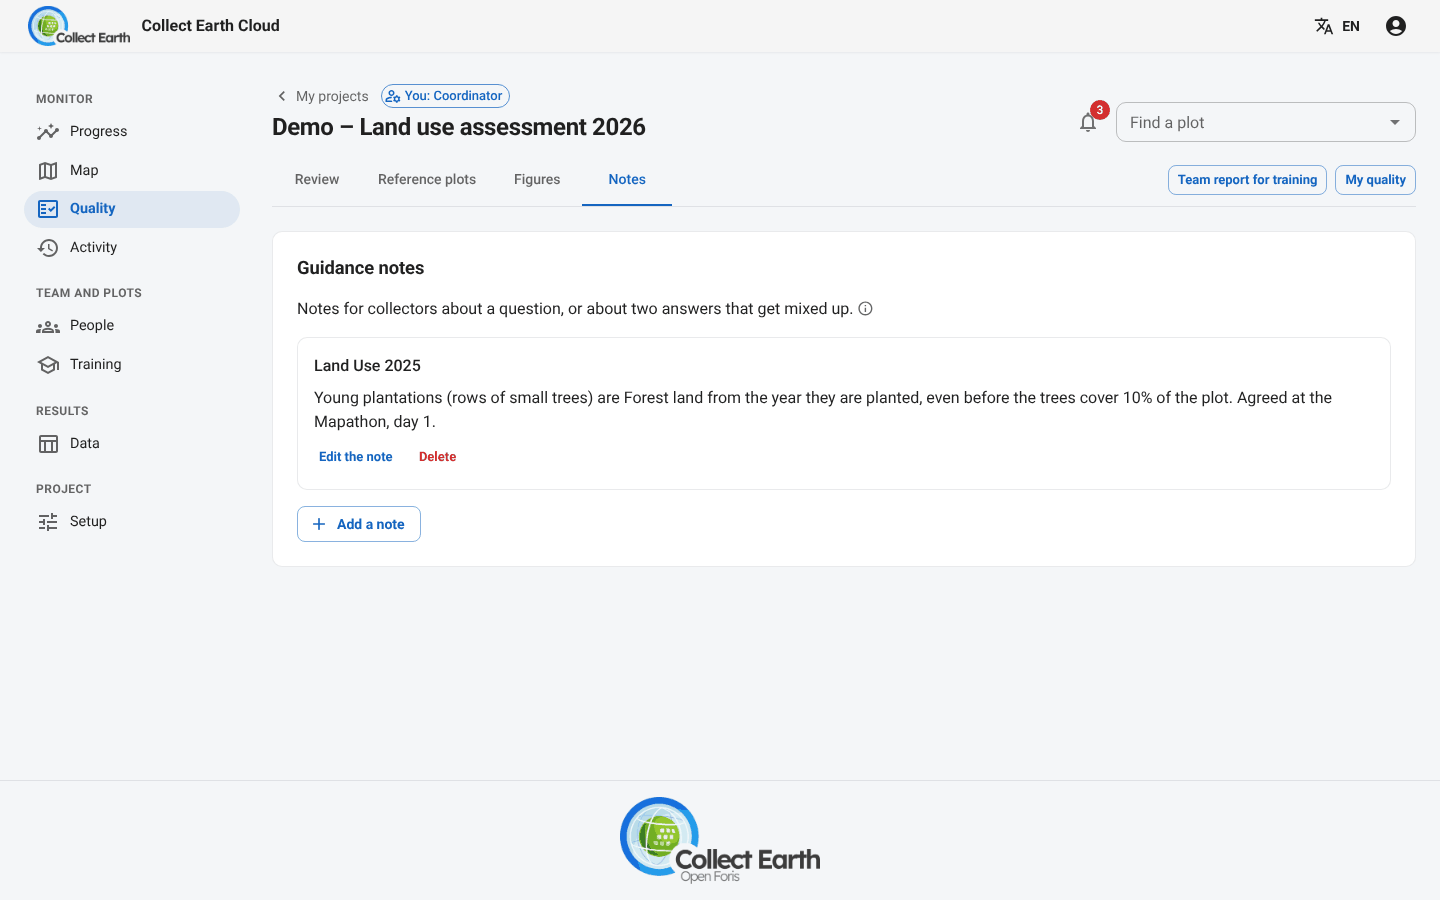 Collect Earth
Collect Earth Cloud
EN
MONITOR
Progress
Map
Quality
Activity
TEAM AND PLOTS
People
Training
RESULTS
Data
PROJECT
Setup
My projects
You: Coordinator
Demo – Land use assessment 2026
3
Find a plot
Review
Reference plots
Figures
Notes
Team report for training
My quality
Guidance notes
Notes for collectors about a question, or about two answers that get mixed up.
Land Use 2025
Young plantations (rows of small trees) are Forest land from the year they are planted, even before the trees cover 10% of the plot. Agreed at the
Mapathon, day 1.
Edit the note
Delete
Add a note
Collect Earth
Open Foris